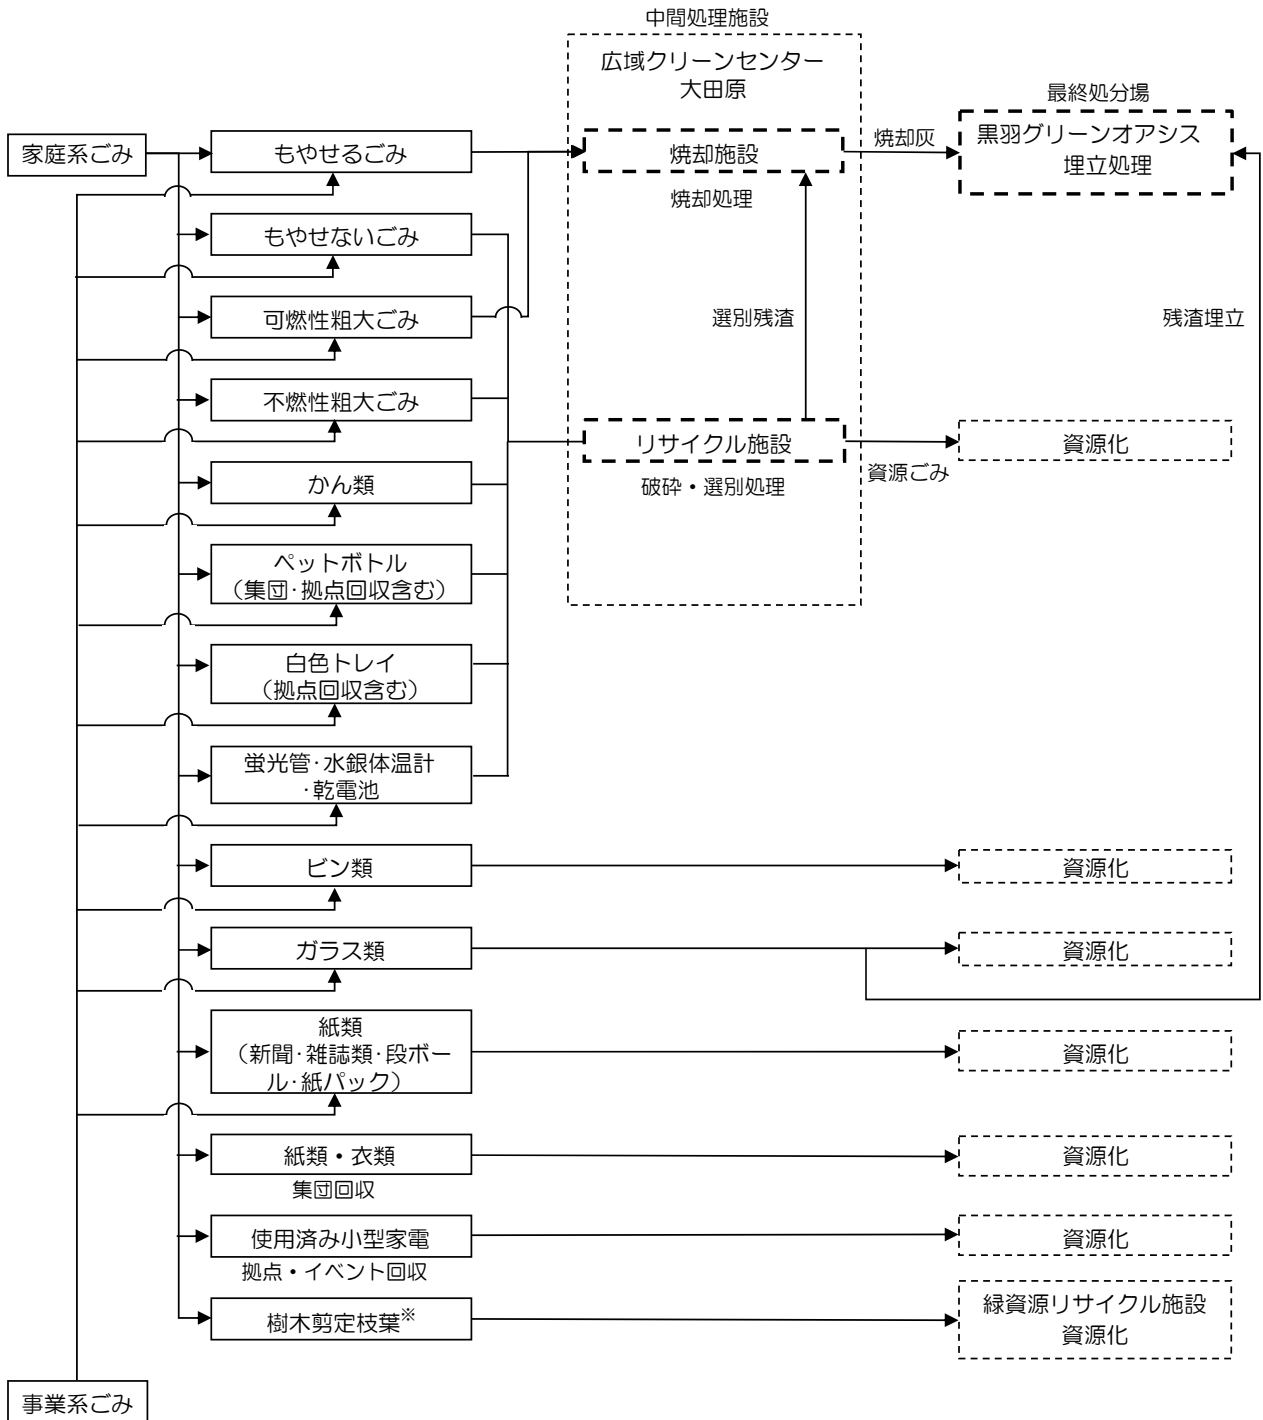 中間処理施設
広域クリーンセンター
大田原
最終処分場
家庭系ごみ
もやせるごみ
焼却施設
焼却灰
黒羽グリーンオアシス
埋立処理
焼却処理
もやせないごみ
可燃性粗大ごみ
選別残渣
残渣埋立
不燃性粗大ごみ
リサイクル施設
資源化
資源ごみ
破砕・選別処理
かん類
ペットボトル
（集団･拠点回収含む）
白色トレイ
（拠点回収含む）
蛍光管･水銀体温計
･乾電池
ビン類
資源化
ガラス類
資源化
紙類
（新聞･雑誌類･段ボー
ル･紙パック）
資源化
紙類・衣類
資源化
集団回収
使用済み小型家電
資源化
拠点・イベント回収
樹木剪定枝葉※
緑資源リサイクル施設
資源化
事業系ごみ